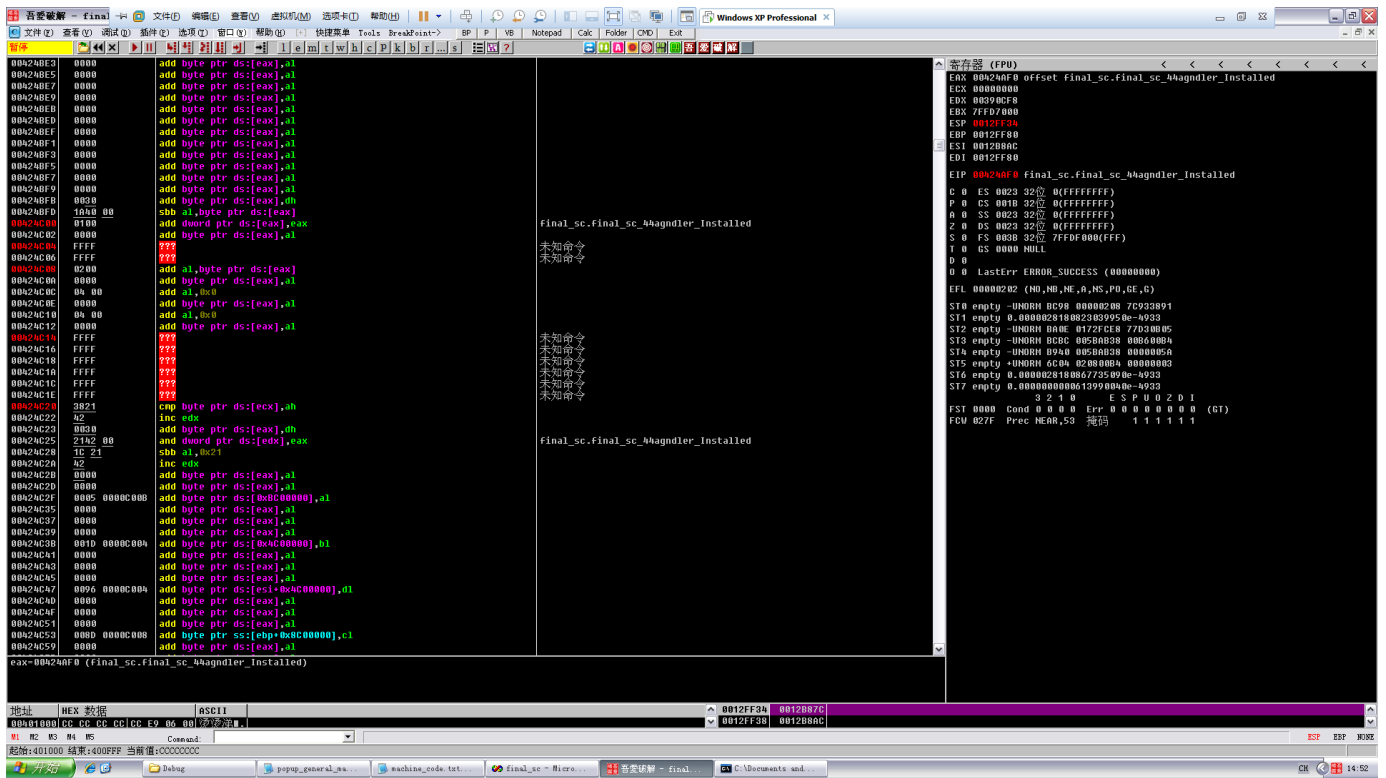 吾爱破解 - final 文件(F) 编辑(E) 查看(V) 虚拟机(M) 选项卡(T) 帮助(H) Windows XP Professional ×
文件(F) 查看(V) 调试(D) 插件(P) 选项(T) 窗口(W) 帮助(H) [+] 快捷菜单 Tools BreakPoint-> BP P VB Notepad Calc Folder CMD Exit
暂停 l e m t w h c P k b r ... s ? 吾 爱 破 解
00424BE3 0000 add byte ptr ds:[eax],al
00424BE5 0000 add byte ptr ds:[eax],al
00424BE7 0000 add byte ptr ds:[eax],al
00424BE9 0000 add byte ptr ds:[eax],al
00424BEB 0000 add byte ptr ds:[eax],al
00424BED 0000 add byte ptr ds:[eax],al
00424BEF 0000 add byte ptr ds:[eax],al
00424BF1 0000 add byte ptr ds:[eax],al
00424BF3 0000 add byte ptr ds:[eax],al
00424BF5 0000 add byte ptr ds:[eax],al
00424BF7 0000 add byte ptr ds:[eax],al
00424BF9 0000 add byte ptr ds:[eax],al
00424BFB 0030 add byte ptr ds:[eax],dh
00424BFD 1A40 00 sbb al,byte ptr ds:[eax]
00424C00 0100 add dword ptr ds:[eax],eax final_sc.final_sc_44agndler_Installed
00424C02 0000 add byte ptr ds:[eax],al
00424C04 FFFF ??? 未知命令
00424C06 FFFF ??? 未知命令
00424C08 0200 add al,byte ptr ds:[eax]
00424C0A 0000 add byte ptr ds:[eax],al
00424C0C 04 00 add al,0x0
00424C0E 0000 add byte ptr ds:[eax],al
00424C10 04 00 add al,0x0
00424C12 0000 add byte ptr ds:[eax],al
00424C14 FFFF ??? 未知命令
00424C16 FFFF ??? 未知命令
00424C18 FFFF ??? 未知命令
00424C1A FFFF ??? 未知命令
00424C1C FFFF ??? 未知命令
00424C1E FFFF ??? 未知命令
00424C20 3821 cmp byte ptr ds:[ecx],ah
00424C22 42 inc edx
00424C23 0030 add byte ptr ds:[eax],dh
00424C25 2142 00 and dword ptr ds:[edx],eax final_sc.final_sc_44agndler_Installed
00424C28 1C 21 sbb al,0x21
00424C2A 42 inc edx
00424C2B 0000 add byte ptr ds:[eax],al
00424C2D 0000 add byte ptr ds:[eax],al
00424C2F 0005 0000C00B add byte ptr ds:[0xBC00000],al
00424C35 0000 add byte ptr ds:[eax],al
00424C37 0000 add byte ptr ds:[eax],al
00424C39 0000 add byte ptr ds:[eax],al
00424C3B 001D 0000C004 add byte ptr ds:[0x4C00000],bl
00424C41 0000 add byte ptr ds:[eax],al
00424C43 0000 add byte ptr ds:[eax],al
00424C45 0000 add byte ptr ds:[eax],al
00424C47 0096 0000C004 add byte ptr ds:[esi+0x4C00000],dl
00424C4D 0000 add byte ptr ds:[eax],al
00424C4F 0000 add byte ptr ds:[eax],al
00424C51 0000 add byte ptr ds:[eax],al
00424C53 008D 0000C008 add byte ptr ss:[ebp+0x8C00000],cl
00424C59 0000 add byte ptr ds:[eax],al
eax=00424AF0 (final_sc.final_sc_44agndler_Installed)
寄存器 (FPU) < < < < < < < <
EAX 00424AF0 offset final_sc.final_sc_44agndler_Installed
ECX 00000000
EDX 00390CF8
EBX 7FFD7000
ESP 0012FF34
EBP 0012FF80
ESI 0012B8AC
EDI 0012FF80
EIP 00424AF0 final_sc.final_sc_44agndler_Installed
C 0 ES 0023 32位 0(FFFFFFFF)
P 0 CS 001B 32位 0(FFFFFFFF)
A 0 SS 0023 32位 0(FFFFFFFF)
Z 0 DS 0023 32位 0(FFFFFFFF)
S 0 FS 003B 32位 7FFDF000(FFF)
T 0 GS 0000 NULL
D 0
O 0 LastErr ERROR_SUCCESS (00000000)
EFL 00000202 (NO,NB,NE,A,NS,PO,GE,G)
ST0 empty -UNORM BC98 00000208 7C933891
ST1 empty 0.0000028180823039950e-4933
ST2 empty -UNORM BA0E 0172FCE8 77D30B05
ST3 empty -UNORM BCBC 005BAB38 00B600B4
ST4 empty -UNORM B940 005BAB38 0000005A
ST5 empty +UNORM 6C04 020800B4 00000003
ST6 empty 0.0000028180867735090e-4933
ST7 empty 0.000000000613990040e-4933
3 2 1 0 E S P U O Z D I
FST 0000 Cond 0 0 0 0 Err 0 0 0 0 0 0 0 0 (GT)
FCW 027F Prec NEAR,53 掩码 1 1 1 1 1 1
地址 HEX 数据 ASCII
00401000 CC CC CC CC CC E9 06 00
0012FF34 0012B87C
0012FF38 0012B8AC
M1 M2 M3 M4 M5 Command: ESP EBP NONE
起始:401000 结束:400FFF 当前值:CCCCCCCC
开始 Debug popup_general_ma... machine_code.txt... final_sc - Micro... 吾爱破解 - final... C:\Documents and... CH 14:52